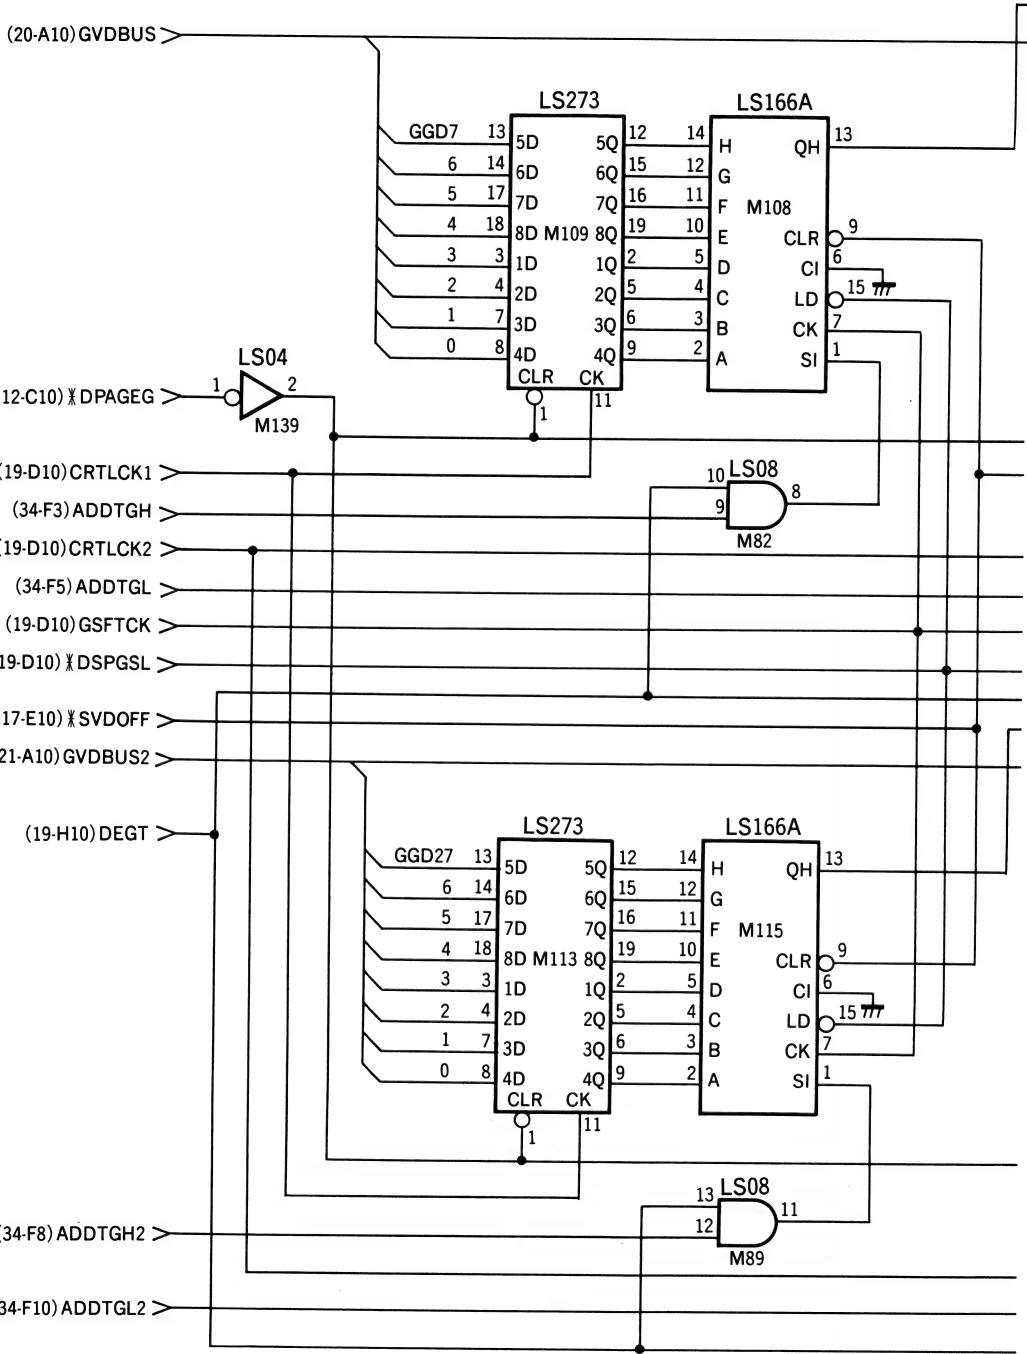 (20-A10)GVDBUS
LS273 LS166A
GGD7 13 5D 5Q 12 14 H QH 13
6 14 6D 6Q 15 12 G
5 17 7D 7Q 16 11 F M108
4 18 8D M109 8Q 19 10 E CLR 9
3 3 1D 1Q 2 5 D CI 6
2 4 2D 2Q 5 4 C LD 15
1 7 3D 3Q 6 3 B CK 7
0 8 4D 4Q 9 2 A SI 1
CLR CK
1 11
LS04
12-C10)*DPAGEG 1 2
M139
(19-D10)CRTLCK1
LS08
10 8
(34-F3)ADDTGH 9
M82
(19-D10)CRTLCK2
(34-F5)ADDTGL
(19-D10)GSFTCK
19-D10)*DSPGSL
17-E10)*SVDOFF
21-A10)GVDBUS2
(19-H10)DEGT
LS273 LS166A
GGD27 13 5D 5Q 12 14 H QH 13
6 14 6D 6Q 15 12 G
5 17 7D 7Q 16 11 F M115
4 18 8D M113 8Q 19 10 E CLR 9
3 3 1D 1Q 2 5 D CI 6
2 4 2D 2Q 5 4 C LD 15
1 7 3D 3Q 6 3 B CK 7
0 8 4D 4Q 9 2 A SI 1
CLR CK
1 11
LS08
13 11
(34-F8)ADDTGH2 12
M89
34-F10)ADDTGL2